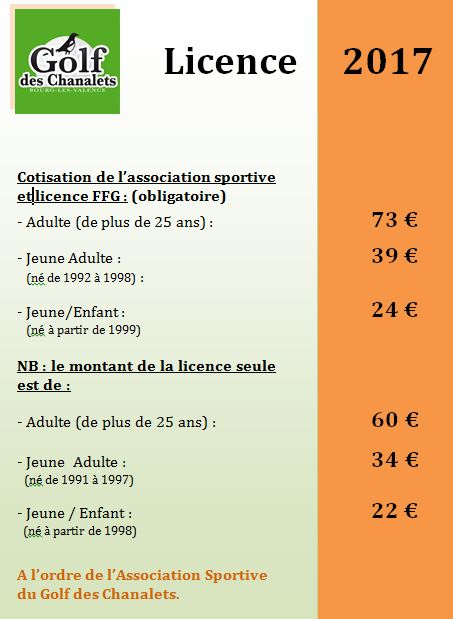 Golf
des Chanalets
BOURG-LES-VALENCE
Licence 2017
Cotisation de l'association sportive
et licence FFG : (obligatoire)
- Adulte (de plus de 25 ans) : 73 €
- Jeune Adulte : 39 €
(né de 1992 à 1998) :
- Jeune/Enfant : 24 €
(né à partir de 1999)
NB : le montant de la licence seule
est de :
- Adulte (de plus de 25 ans) : 60 €
- Jeune Adulte : 34 €
(né de 1991 à 1997)
- Jeune / Enfant : 22 €
(né à partir de 1998)
A l'ordre de l'Association Sportive
du Golf des Chanalets.